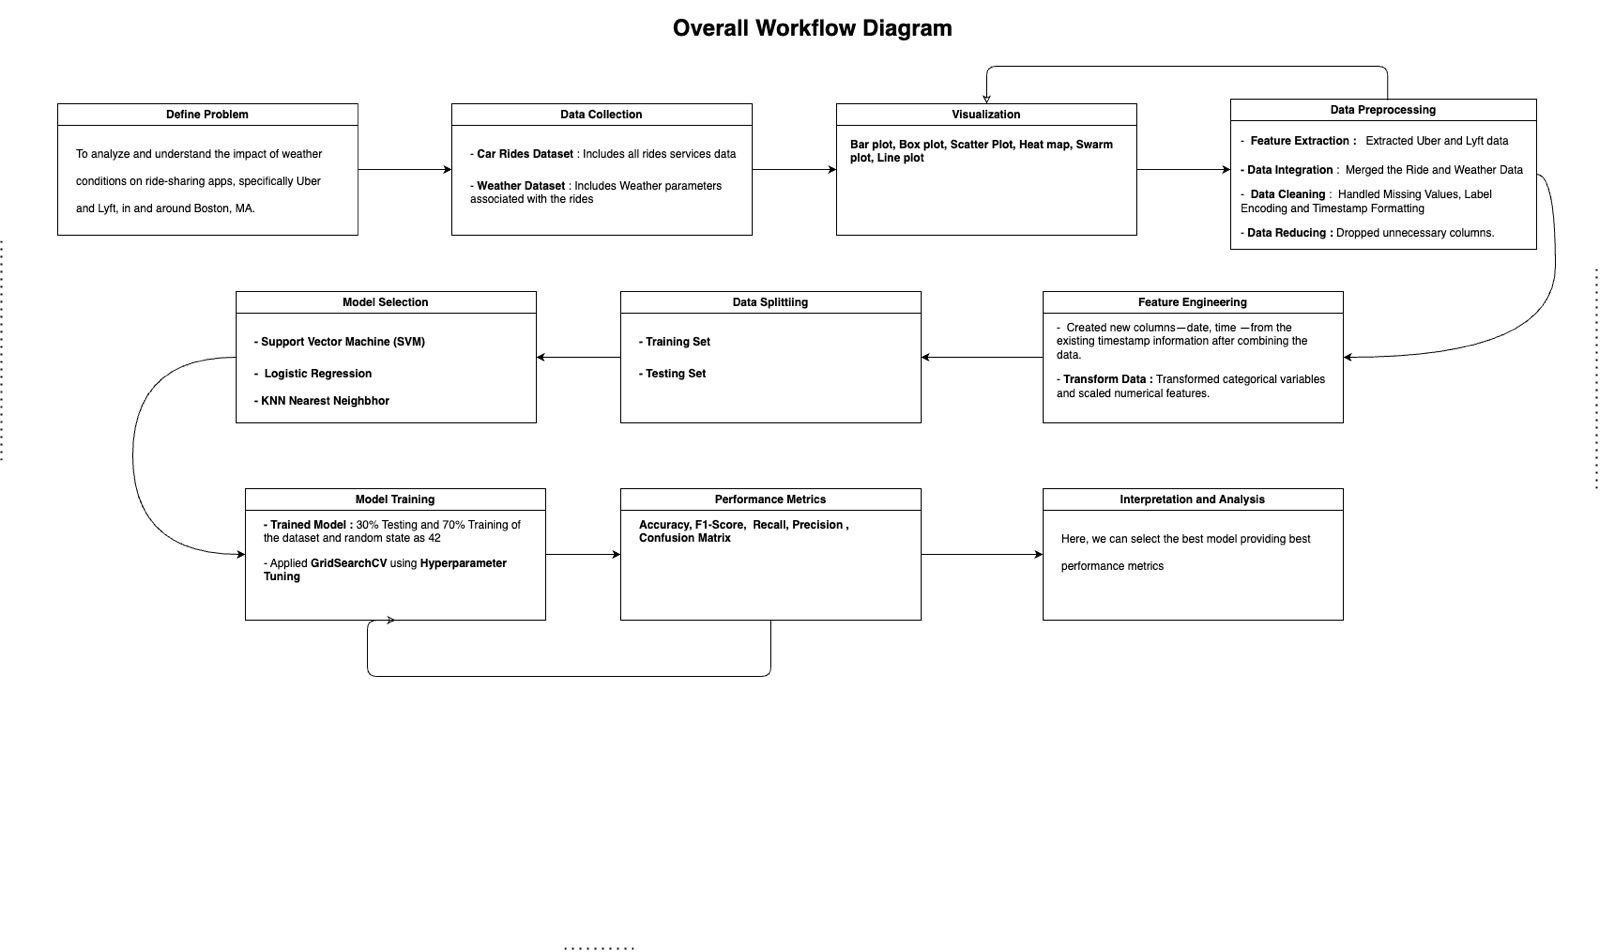 Overall Workflow Diagram
Define Problem
To analyze and understand the impact of weather
conditions on ride-sharing apps, specifically Uber
and Lyft, in and around Boston, MA.
Data Collection
- Car Rides Dataset : Includes all rides services data
- Weather Dataset : Includes Weather parameters
associated with the rides
Visualization
Bar plot, Box plot, Scatter Plot, Heat map, Swarm
plot, Line plot
Data Preprocessing
- Feature Extraction : Extracted Uber and Lyft data
- Data Integration : Merged the Ride and Weather Data
- Data Cleaning : Handled Missing Values, Label
Encoding and Timestamp Formatting
- Data Reducing : Dropped unnecessary columns.
Feature Engineering
- Created new columns—date, time —from the
existing timestamp information after combining the
data.
- Transform Data : Transformed categorical variables
and scaled numerical features.
Data Splitiing
- Training Set
- Testing Set
Model Selection
- Support Vector Machine (SVM)
- Logistic Regression
- KNN Nearest Neighbhor
Model Training
- Trained Model : 30% Testing and 70% Training of
the dataset and random state as 42
- Applied GridSearchCV using Hyperparameter
Tuning
Performance Metrics
Accuracy, F1-Score, Recall, Precision ,
Confusion Matrix
Interpretation and Analysis
Here, we can select the best model providing best
performance metrics